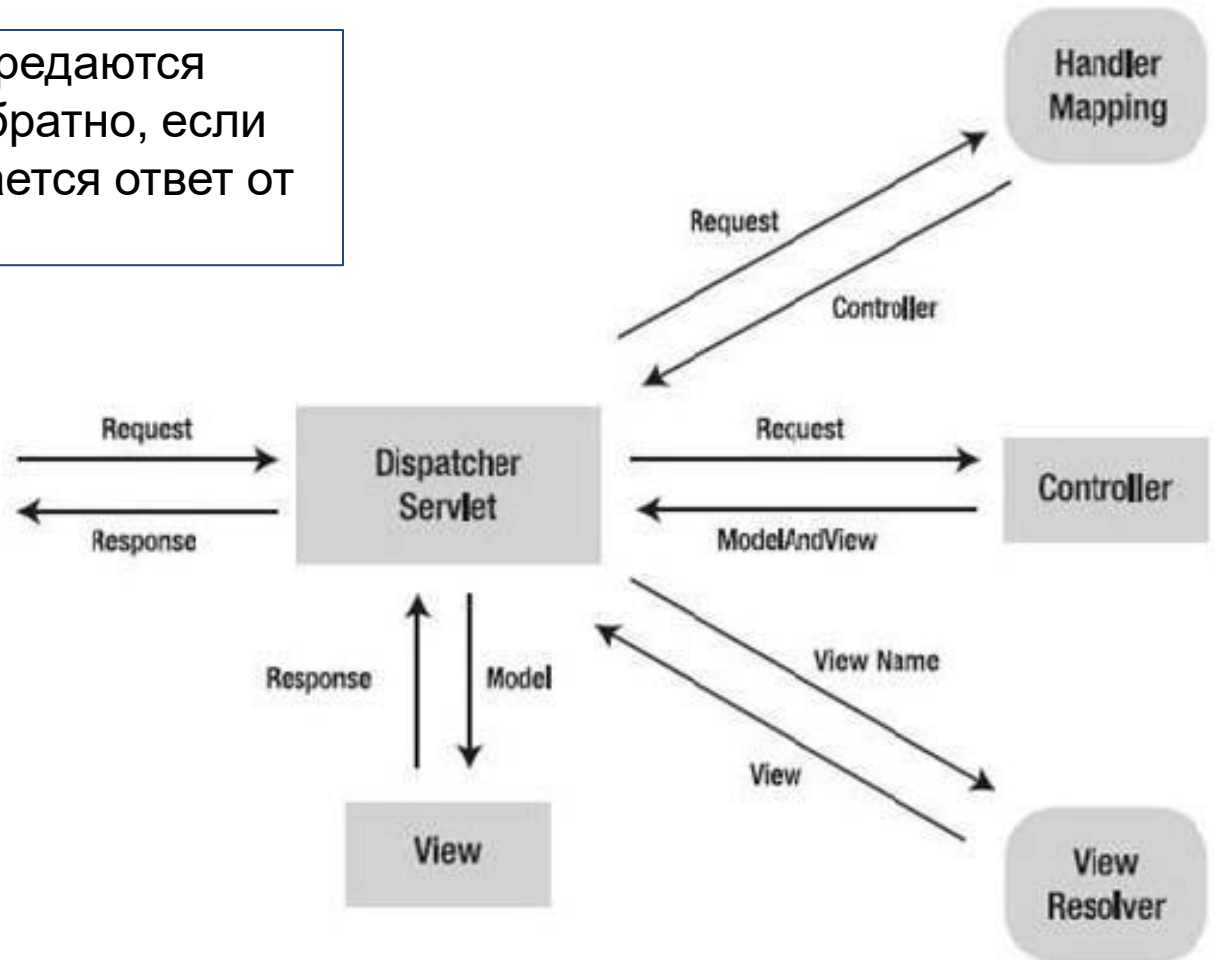 редаются
братно, если
ается ответ от
Handler
Mapping
Request
Controller
Request
Response
Dispatcher
Servlet
Request
ModelAndView
Controller
Response
Model
View Name
View
View
View
Resolver